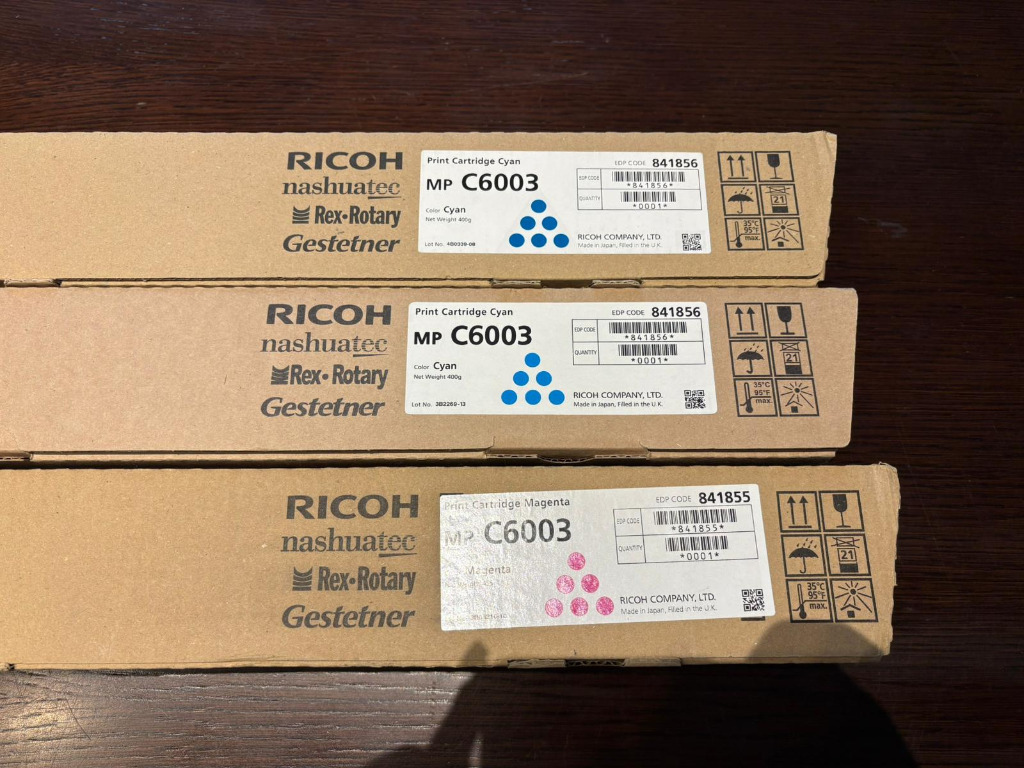 RICOH
nashuatec
Rex•Rotary
Gestetner
Print Cartridge Cyan
EDP CODE 841856
MP C6003
EDP CODE
*841856*
QUANTITY
*0001*
Color Cyan
Net Weight 400g
RICOH COMPANY, LTD.
Made in Japan, Filled in the U.K.
Lot No.
21
35°C
95°F
max.
RICOH
nashuatec
Rex•Rotary
Gestetner
Print Cartridge Cyan
EDP CODE 841856
MP C6003
EDP CODE
*841856*
QUANTITY
*0001*
Color Cyan
Net Weight 400g
RICOH COMPANY, LTD.
Made in Japan, Filled in the U.K.
Lot No. 3B2269-13
21
35°C
95°F
max.
RICOH
nashuatec
Rex•Rotary
Gestetner
Print Cartridge Magenta
EDP CODE 841855
MP C6003
EDP CODE
*841855*
QUANTITY
*0001*
Magenta
RICOH COMPANY, LTD.
Made in Japan, Filled in the U.K.
21
35°C
95°F
max.